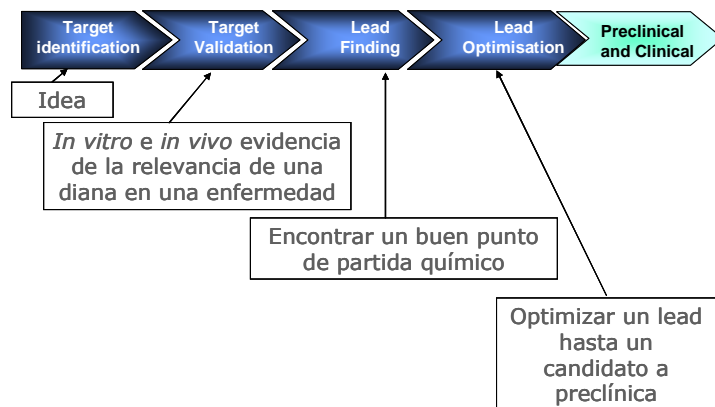 Target
identification
Target
Validation
Lead
Finding
Lead
Optimisation
Preclinical
and Clinical
Idea
In vitro e in vivo evidencia
de la relevancia de una
diana en una enfermedad
Encontrar un buen punto
de partida químico
Optimizar un lead
hasta un
candidato a
preclínica